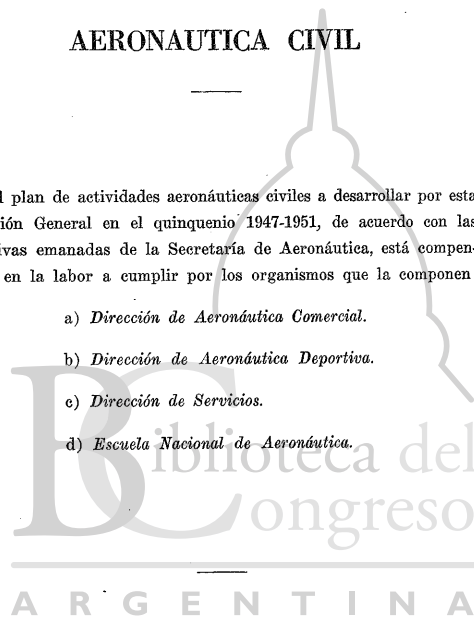 AERONAUTICA CIVIL
l plan de actividades aeronáuticas civiles a desarrollar por esta
ión General en el quinquenio 1947-1951, de acuerdo con las
ivas emanadas de la Secretaría de Aeronáutica, está compen-
en la labor a cumplir por los organismos que la componen
a) Dirección de Aeronáutica Comercial.
b) Dirección de Aeronáutica Deportiva.
c) Dirección de Servicios.
d) Escuela Nacional de Aeronáutica.
Biblioteca del
Congreso
ARGENTINA